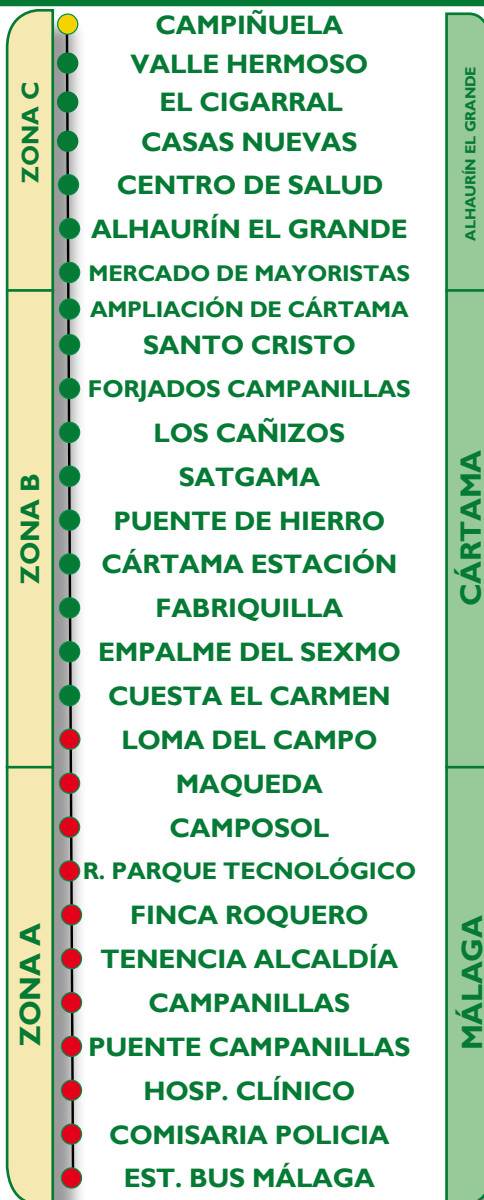 CAMPIÑUELA
VALLE HERMOSO
EL CIGARRAL
CASAS NUEVAS
CENTRO DE SALUD
ALHAURÍN EL GRANDE
MERCADO DE MAYORISTAS
AMPLIACIÓN DE CÁRTAMA
SANTO CRISTO
FORJADOS CAMPANILLAS
LOS CAÑIZOS
SATGAMA
PUENTE DE HIERRO
CÁRTAMA ESTACIÓN
FABRIQUILLA
EMPALME DEL SEXMO
CUESTA EL CARMEN
LOMA DEL CAMPO
MAQUEDA
CAMPOSOL
R. PARQUE TECNOLÓGICO
FINCA ROQUERO
TENENCIA ALCALDÍA
CAMPANILLAS
PUENTE CAMPANILLAS
HOSP. CLÍNICO
COMISARIA POLICIA
EST. BUS MÁLAGA
ZONA C
ZONA B
ZONA A
ALHAURÍN EL GRANDE
CÁRTAMA
MÁLAGA